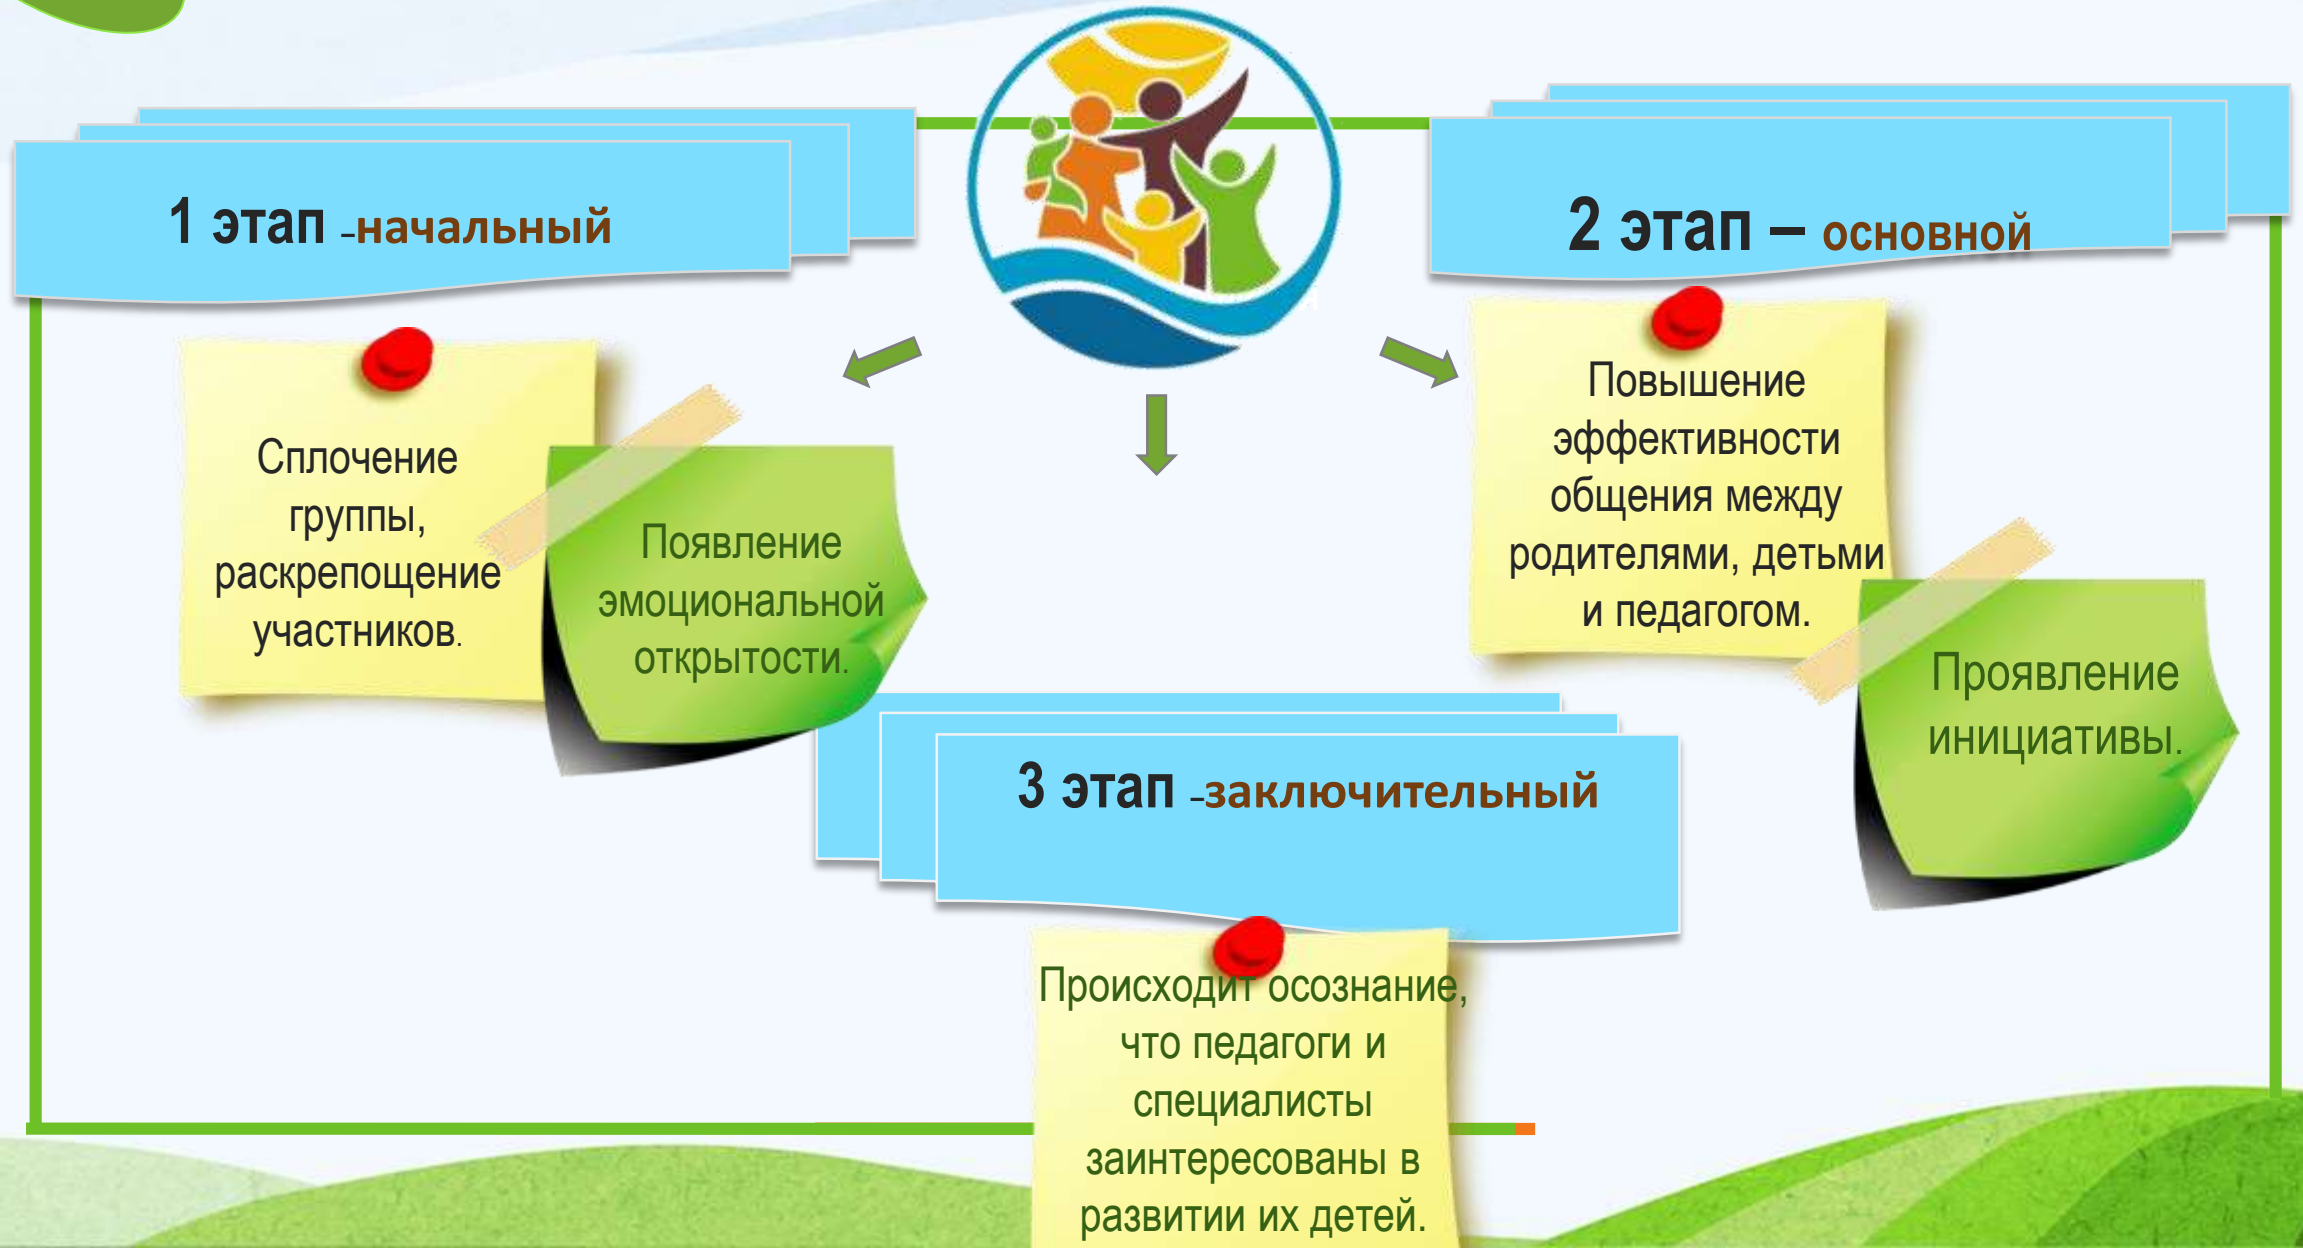 1 этап -начальный
Сплочение
группы,
раскрепощение
участников.
Появление
эмоциональной
открытости.
2 этап – основной
Повышение
эффективности
общения между
родителями, детьми
и педагогом.
Проявление
инициативы.
3 этап -заключительный
Происходит осознание,
что педагоги и
специалисты
заинтересованы в
развитии их детей.